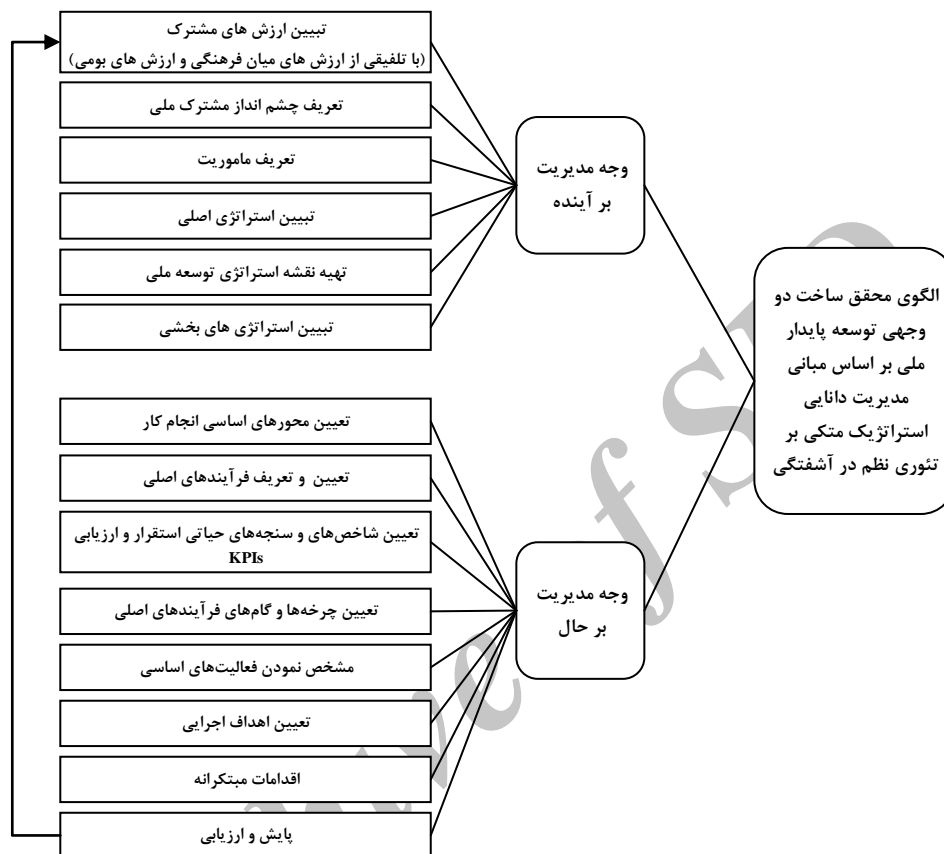 الگوی محقق ساخت دو
وجهی توسعه پایدار
ملی بر اساس مبانی
مدیریت دانایی
استراتژیک متکی بر
تئوری نظم در آشفتگی
وجه مدیریت
بر آینده
تبیین ارزش های مشترک
(با تلفیقی از ارزش های میان فرهنگی و ارزش های بومی)
تعریف چشم انداز مشترک ملی
تعریف ماموریت
تبیین استراتژی اصلی
تهیه نقشه استراتژی توسعه ملی
تبیین استراتژی های بخشی
وجه مدیریت
بر حال
تعیین محورهای اساسی انجام کار
تعیین و تعریف فرآیندهای اصلی
تعیین شاخص‌های و سنجه‌های حیاتی استقرار و ارزیابی
KPIs
تعیین چرخه‌ها و گام‌های فرآیندهای اصلی
مشخص نمودن فعالیت‌های اساسی
تعیین اهداف اجرایی
اقدامات مبتکرانه
پایش و ارزیابی